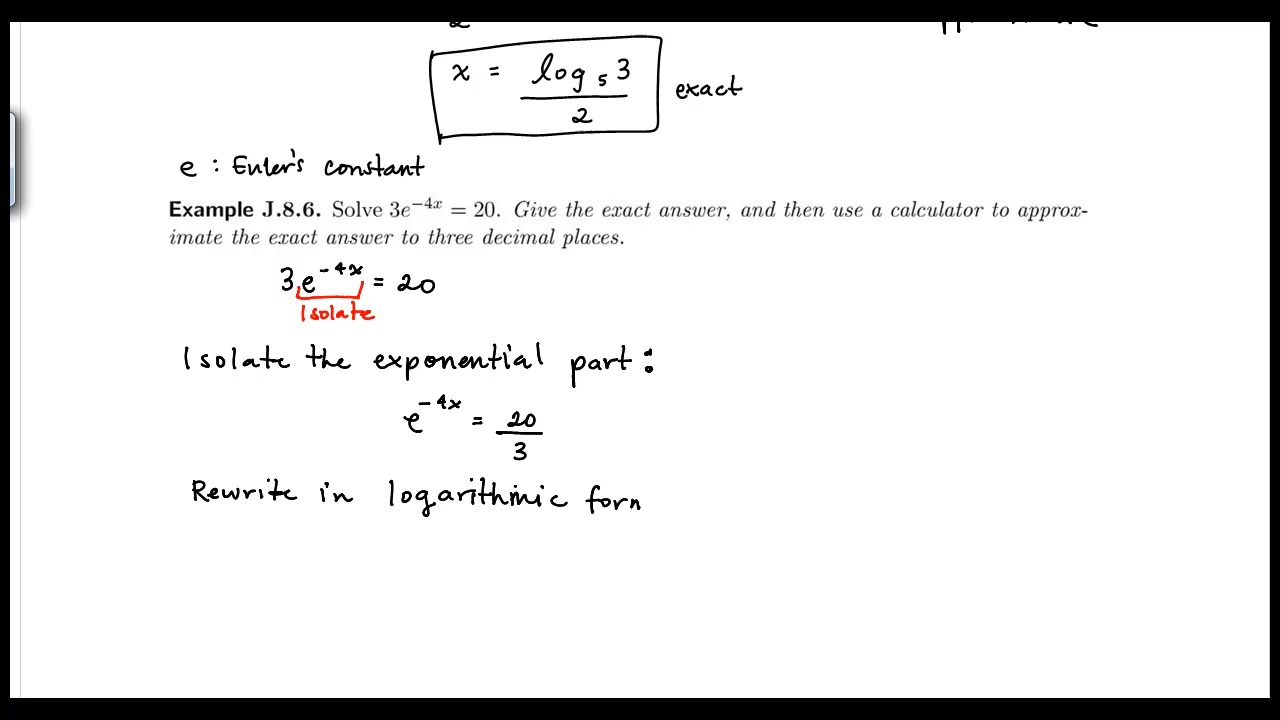 x = log₅ 3 / 2 exact
e : Euler's constant
Example J.8.6. Solve 3e⁻⁴ˣ = 20. Give the exact answer, and then use a calculator to approx-
imate the exact answer to three decimal places.
3e⁻⁴ˣ = 20
Isolate
Isolate the exponential part:
e⁻⁴ˣ = 20/3
Rewrite in logarithmic form